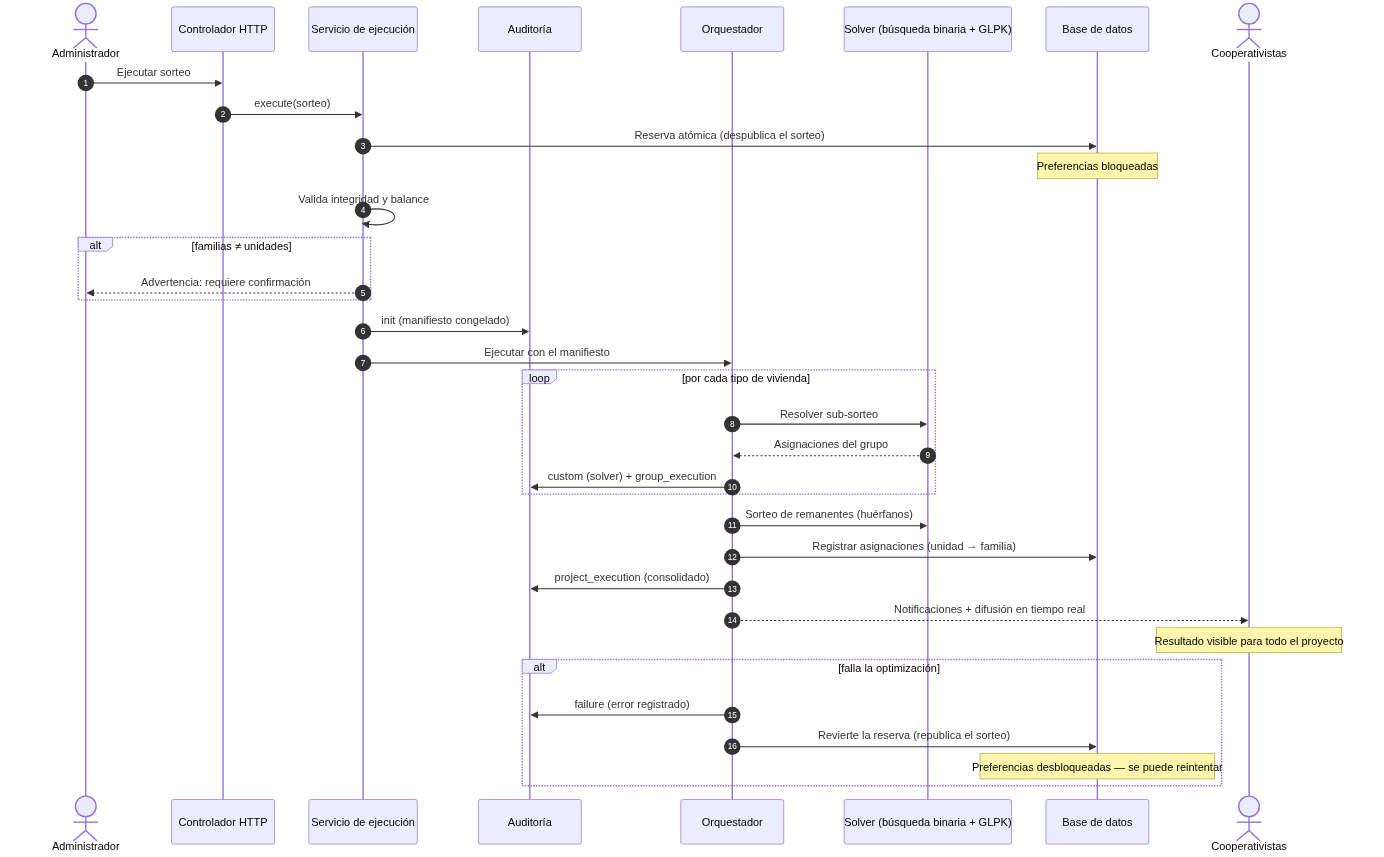 Administrador
Controlador HTTP
Servicio de ejecución
Auditoría
Orquestador
Solver (búsqueda binaria + GLPK)
Base de datos
Cooperativistas
1
Ejecutar sorteo
2
execute(sorteo)
3
Reserva atómica (despublica el sorteo)
Preferencias bloqueadas
Valida integridad y balance
4
alt
[familias ≠ unidades]
Advertencia: requiere confirmación
5
6
init (manifiesto congelado)
7
Ejecutar con el manifiesto
loop
[por cada tipo de vivienda]
8
Resolver sub-sorteo
Asignaciones del grupo
9
custom (solver) + group_execution
10
11
Sorteo de remanentes (huérfanos)
12
Registrar asignaciones (unidad → familia)
project_execution (consolidado)
13
14
Notificaciones + difusión en tiempo real
Resultado visible para todo el proyecto
alt
[falla la optimización]
failure (error registrado)
15
16
Revierte la reserva (republica el sorteo)
Preferencias desbloqueadas — se puede reintentar
Administrador
Controlador HTTP
Servicio de ejecución
Auditoría
Orquestador
Solver (búsqueda binaria + GLPK)
Base de datos
Cooperativistas